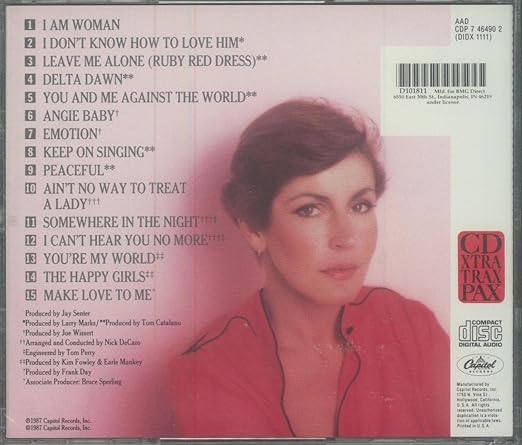 1 I AM WOMAN
2 I DON'T KNOW HOW TO LOVE HIM*
3 LEAVE ME ALONE (RUBY RED DRESS)**
4 DELTA DAWN**
5 YOU AND ME AGAINST THE WORLD**
6 ANGIE BABY†
7 EMOTION†
8 KEEP ON SINGING**
9 PEACEFUL**
10 AIN'T NO WAY TO TREAT
A LADY†††
11 SOMEWHERE IN THE NIGHT††††
12 I CAN'T HEAR YOU NO MORE††††
13 YOU'RE MY WORLD‡‡
14 THE HAPPY GIRLS‡‡
15 MAKE LOVE TO ME^
Produced by Jay Senter
*Produced by Larry Marks/**Produced by Tom Catalano
†Produced by Joe Wissert
††Arranged and Conducted by Nick DeCaro
‡Engineered by Tom Perry
‡‡Produced by Kim Fowley & Earle Mankey
^Produced by Frank Day
^Associate Producer: Bruce Sperling
℗1987 Capitol Records, Inc.
©1987 Capitol Records, Inc.
AAD
CDP 7 46490 2
(DIDX 1111)
D101811 Mfd. for BMG Direct
6550 East 30th St., Indianapolis, IN 46219
under license.
CD
XTRA
TRAX
PAX
COMPACT
disc
DIGITAL AUDIO
Capitol
RECORDS
Manufactured by
Capitol Records, Inc.
1750 N. Vine St.,
Hollywood, California,
U.S.A. Unauthorized
duplication is a viola-
tion of applicable laws.
Printed in U.S.A.